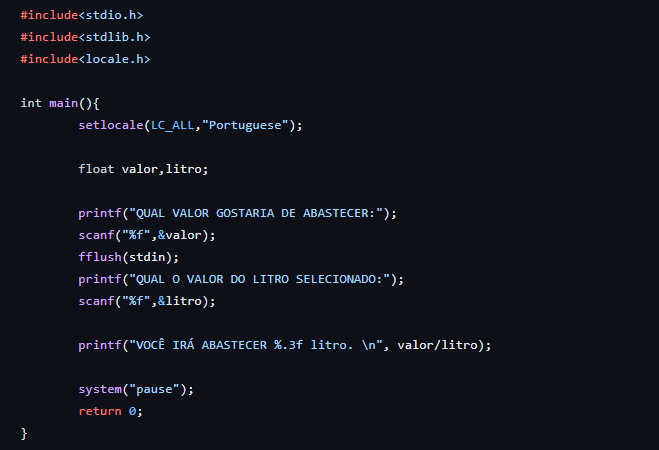 #include<stdio.h>
#include<stdlib.h>
#include<locale.h>
int main(){
setlocale(LC_ALL,"Portuguese");
float valor,litro;
printf("QUAL VALOR GOSTARIA DE ABASTECER:");
scanf("%f",&valor);
fflush(stdin);
printf("QUAL O VALOR DO LITRO SELECIONADO:");
scanf("%f",&litro);
printf("VOCÊ IRÁ ABASTECER %.3f litro. \n", valor/litro);
system("pause");
return 0;
}